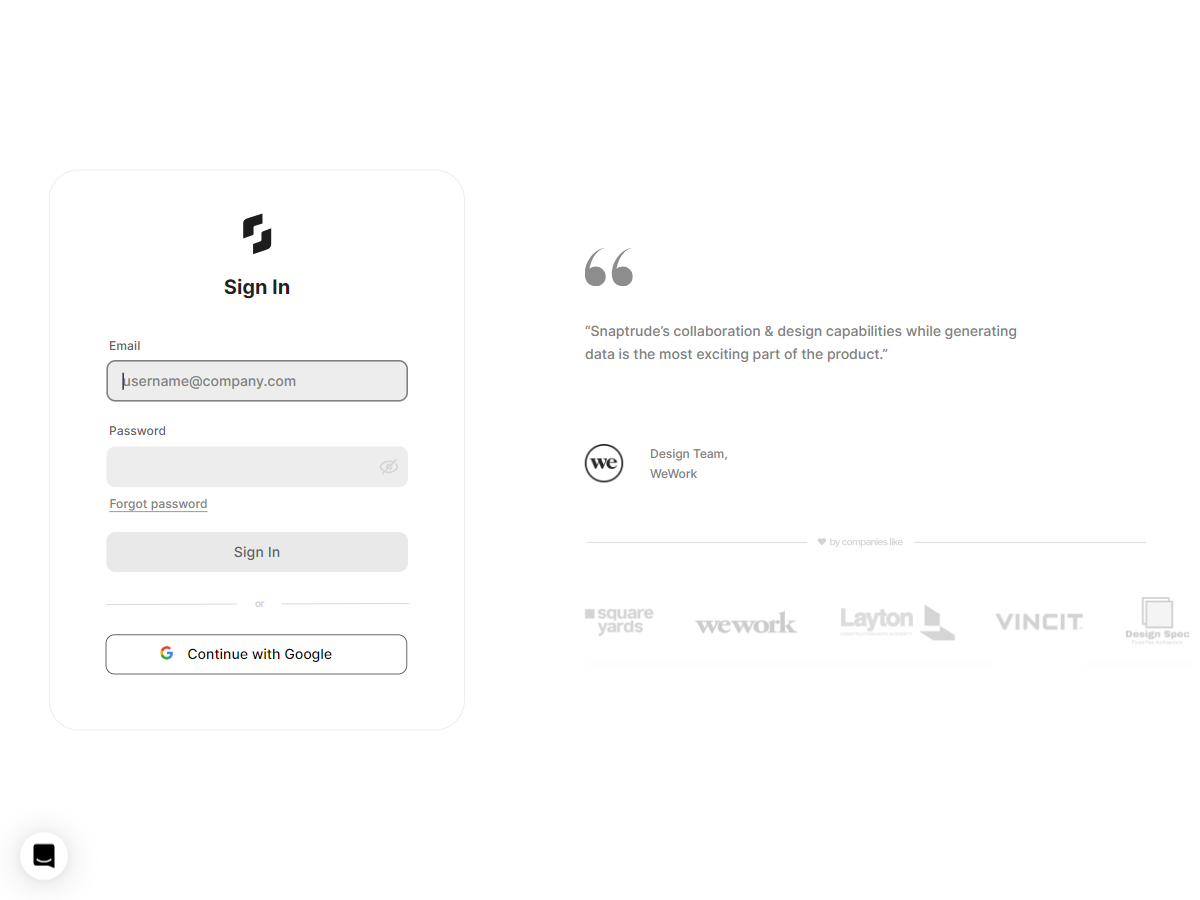 Sign In
Email
username@company.com
Password
Forgot password
Sign In
or
Continue with Google
“Snaptrude’s collaboration & design capabilities while generating
data is the most exciting part of the product.”
we
Design Team,
WeWork
by companies like
square
yards
wework
Layton
VINCIT
Design Spec